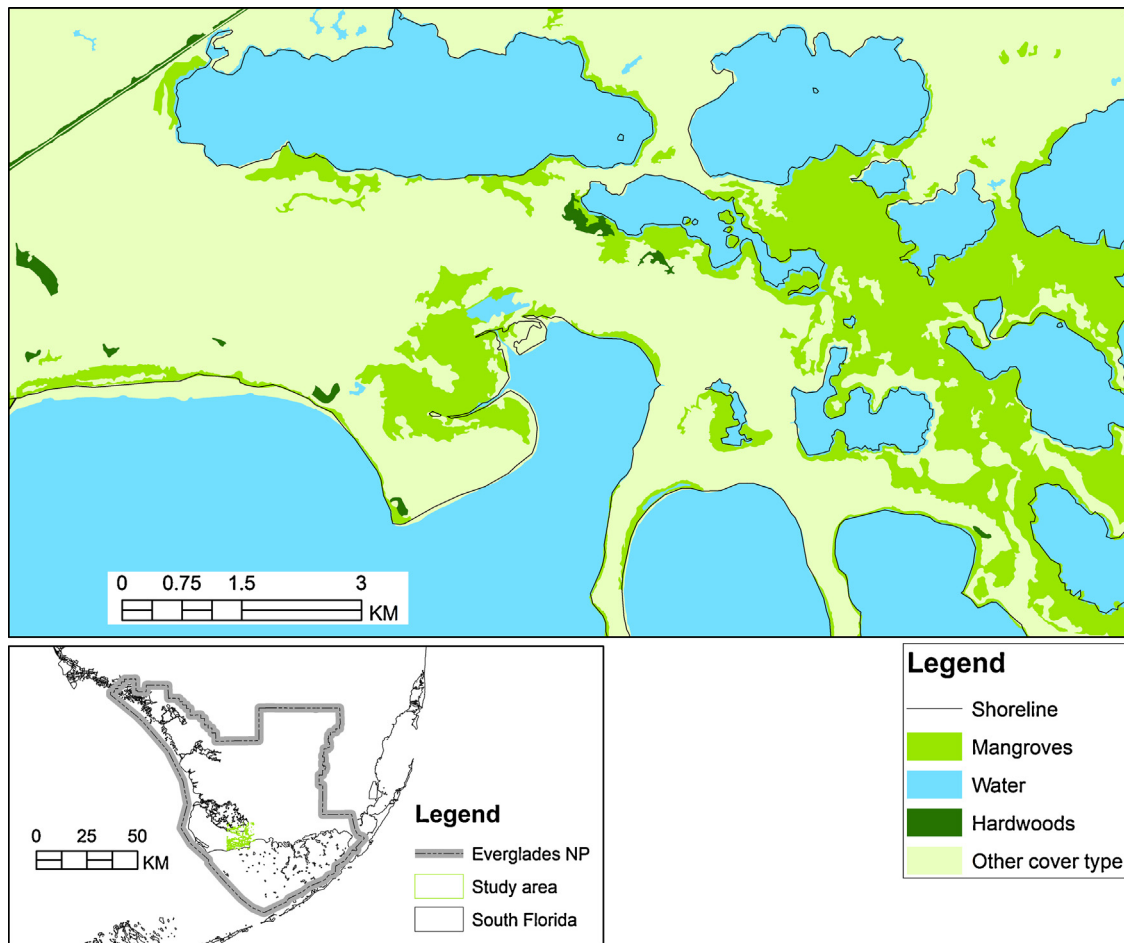 0 0.75 1.5 3
KM
Legend
Shoreline
Mangroves
Water
Hardwoods
Other cover type
0 25 50
KM
Legend
Everglades NP
Study area
South Florida